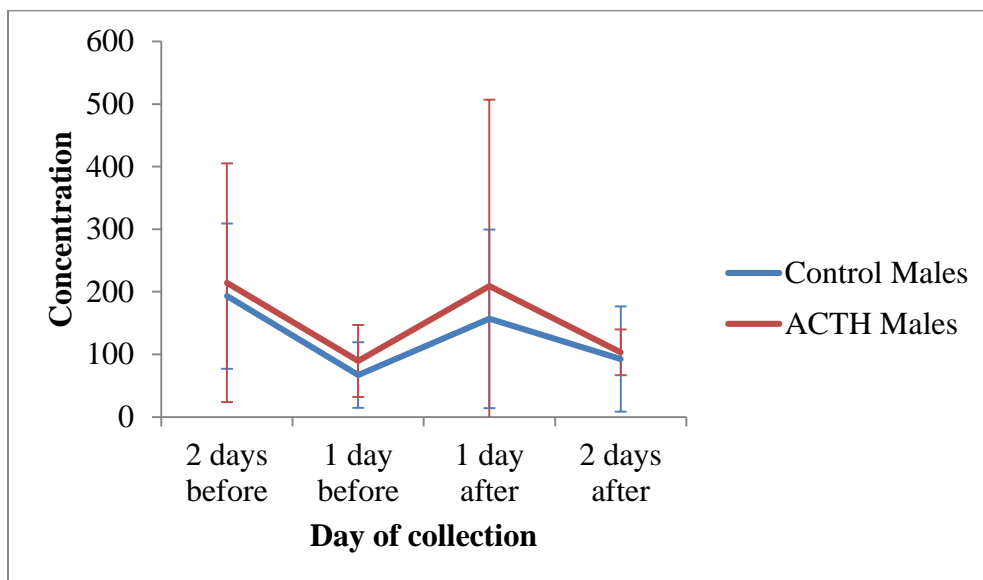 600
500
400
300
200
100
0
Concentration
2 days
before
1 day
before
1 day
after
2 days
after
Day of collection
Control Males
ACTH Males